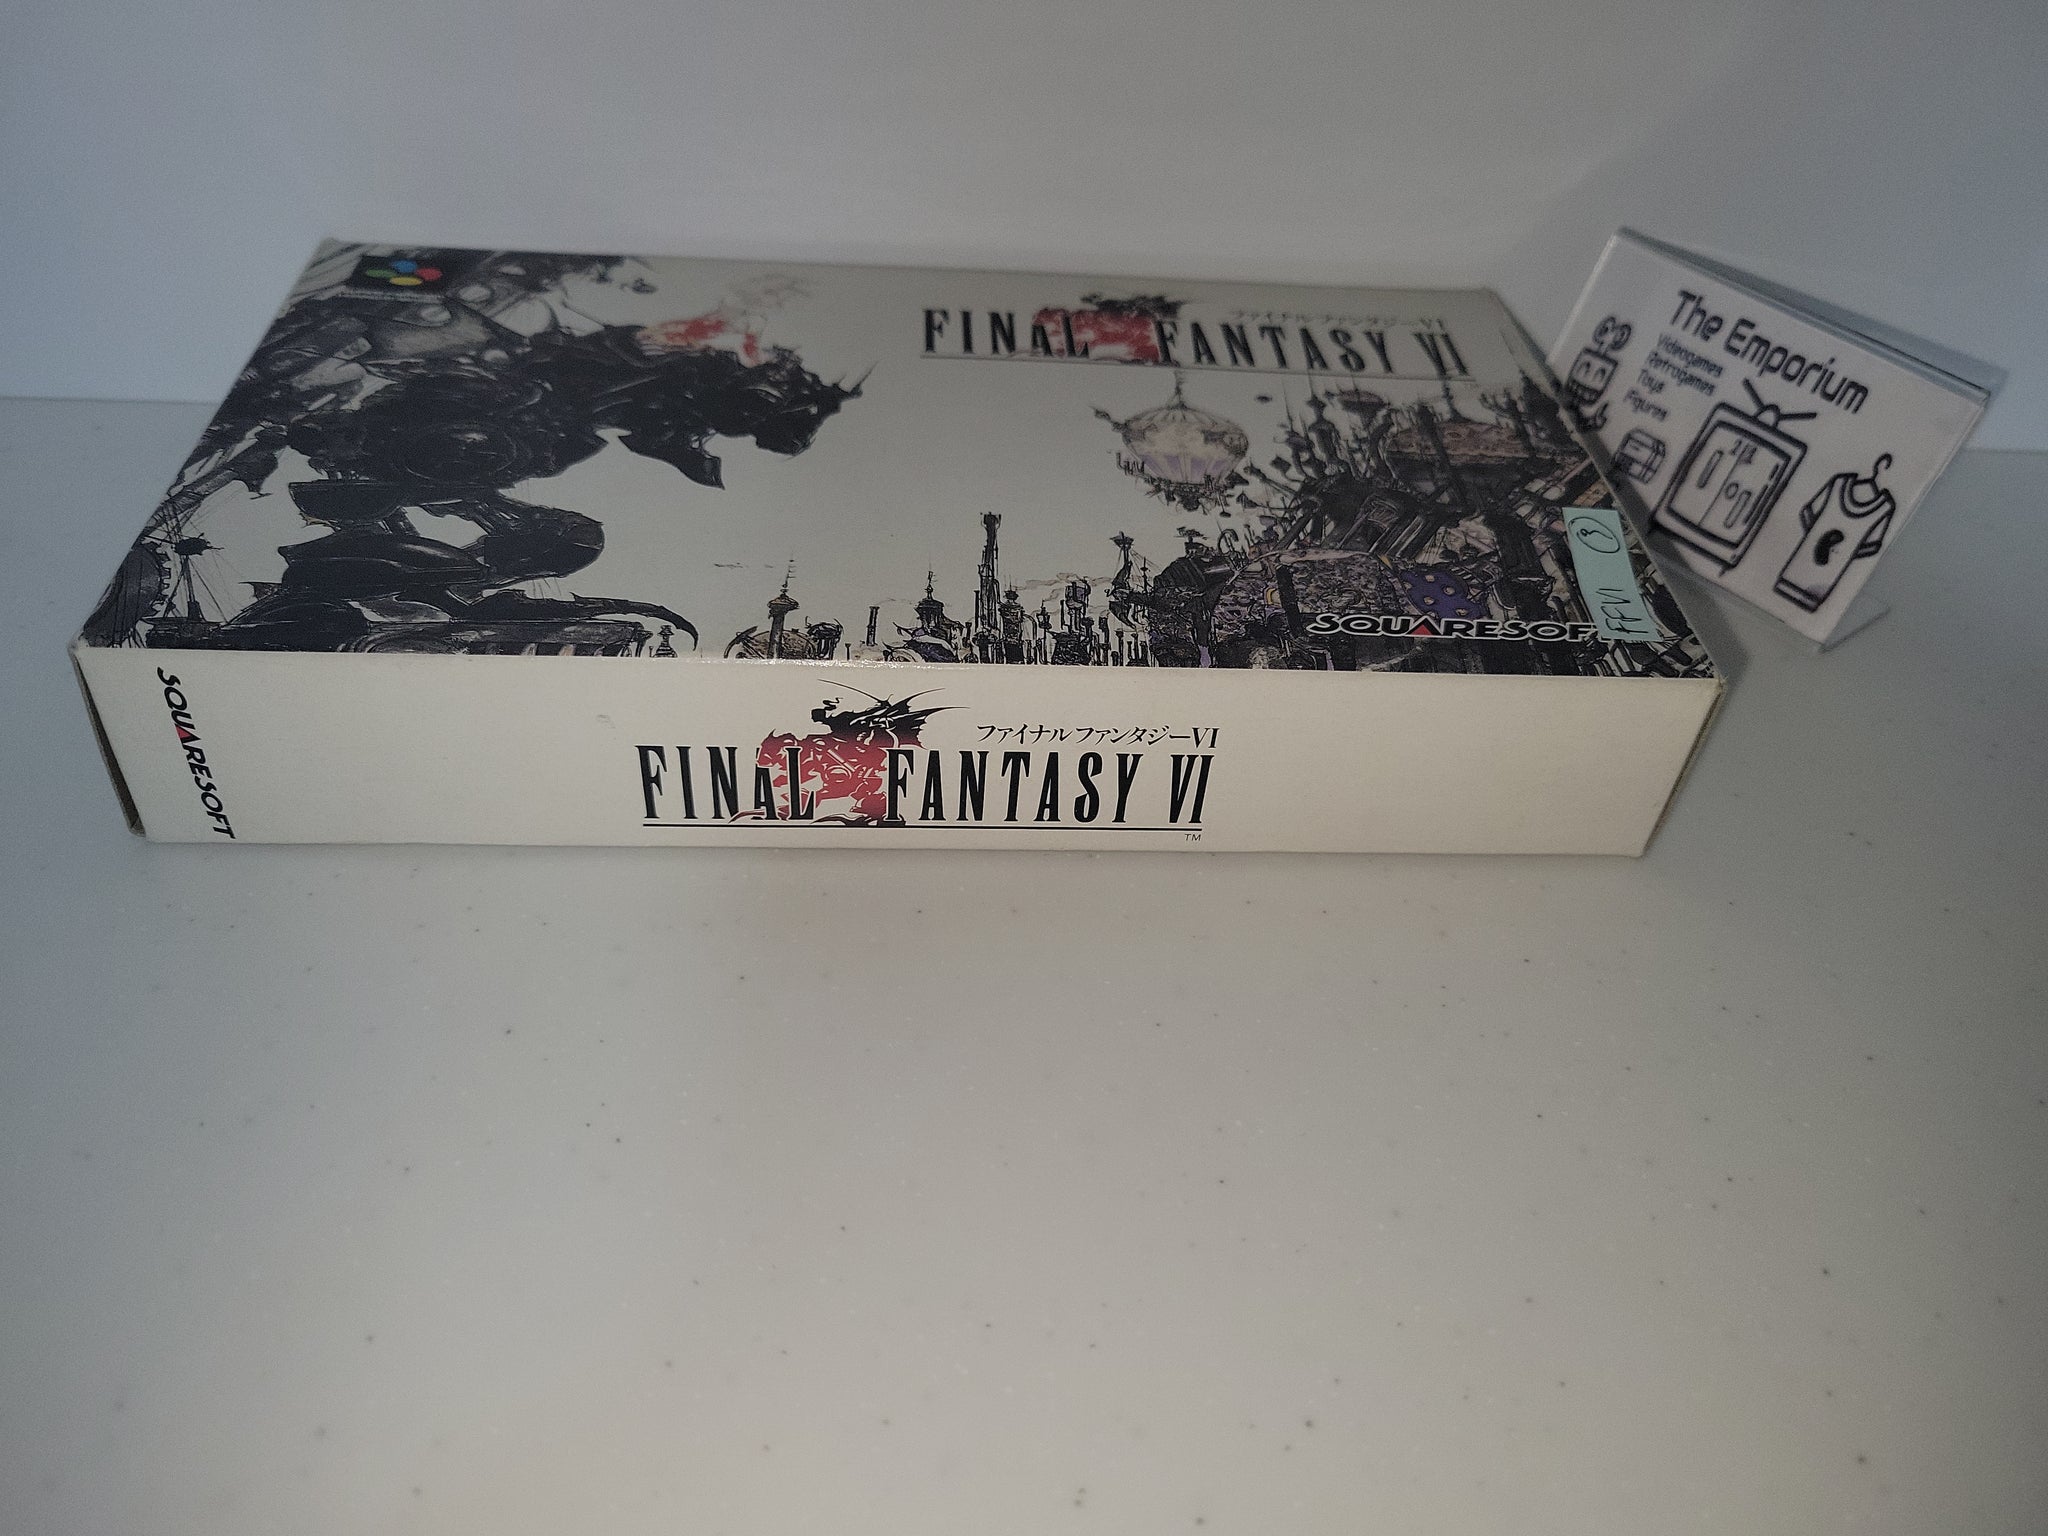 ファイナルファンタジーVI
FINAL FANTASY VI
SQUARESOFT
FFVI
3
SQUARESOFT
ファイナルファンタジーVI
FINAL FANTASY VI
TM
The Emporium
Videogames
Retrogames
Toys
Figures